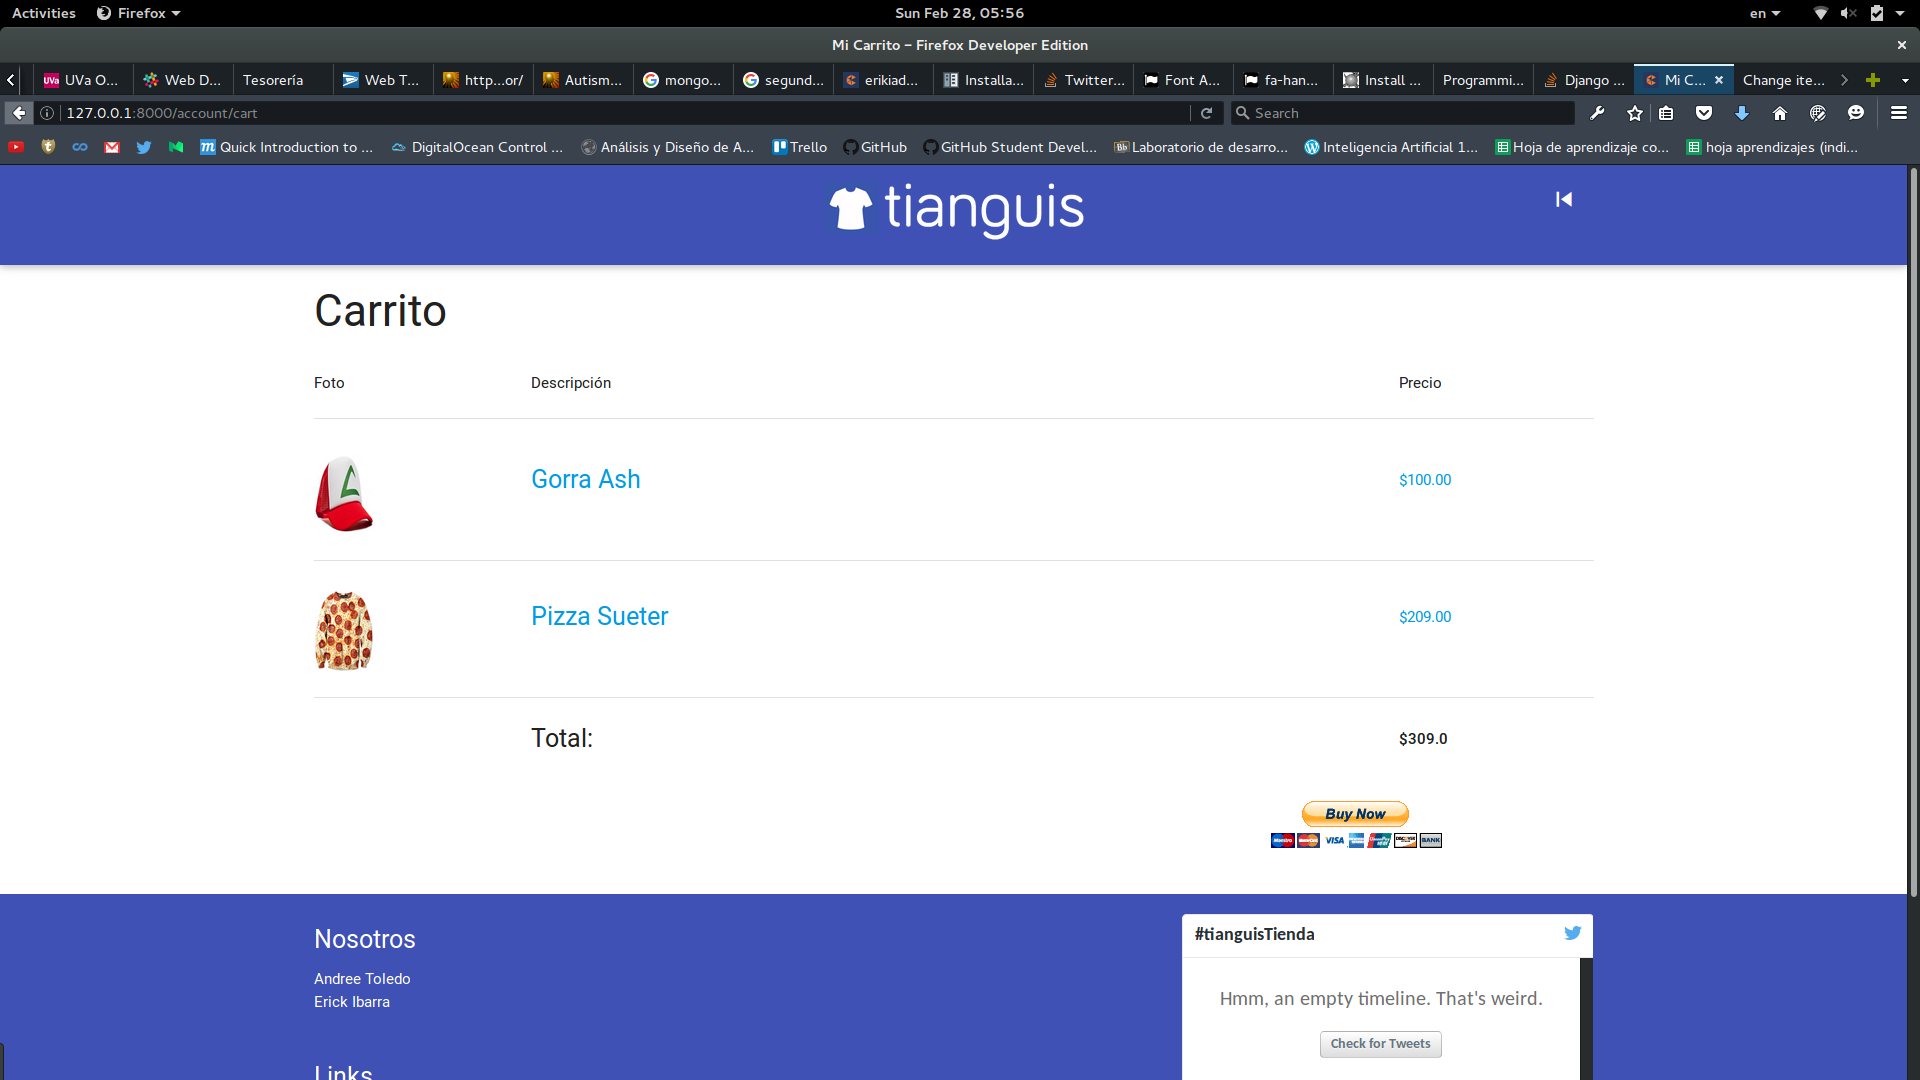 Activities Firefox Sun Feb 28, 05:56 en
Mi Carrito – Firefox Developer Edition
UVa O... Web D... Tesorería Web T... http...or/ Autism... mongo... segund... erikiad... Installa... Twitter... Font A... fa-han... Install ... Programmi... Django ... Mi C... Change ite...
127.0.0.1:8000/account/cart Search
Quick Introduction to ... DigitalOcean Control ... Análisis y Diseño de A... Trello GitHub GitHub Student Devel... Laboratorio de desarro... Inteligencia Artificial 1... Hoja de aprendizaje co... hoja aprendizajes (indi...
tianguis
Carrito
Foto Descripción Precio
Gorra Ash $100.00
Pizza Sueter $209.00
Total: $309.0
Buy Now
VISA BANK
Nosotros
#tianguisTienda
Andree Toledo
Erick Ibarra
Hmm, an empty timeline. That's weird.
Check for Tweets
Links